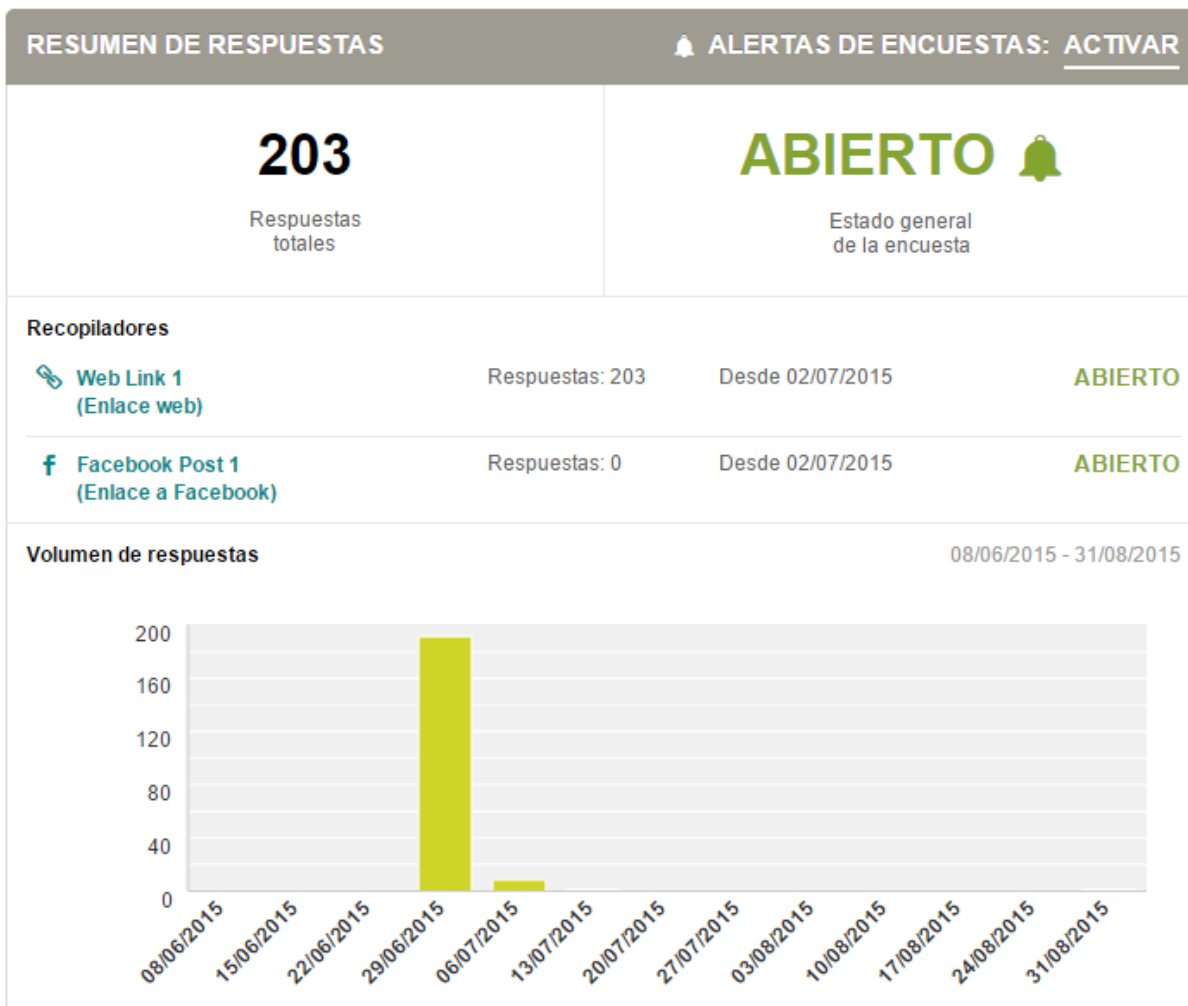 RESUMEN DE RESPUESTAS
ALERTAS DE ENCUESTAS: ACTIVAR
203
Respuestas
totales
ABIERTO
Estado general
de la encuesta
Recopiladores
Web Link 1
(Enlace web)
Respuestas: 203
Desde 02/07/2015
ABIERTO
Facebook Post 1
(Enlace a Facebook)
Respuestas: 0
Desde 02/07/2015
ABIERTO
Volumen de respuestas
08/06/2015 - 31/08/2015
200
160
120
80
40
0
08/06/2015
15/06/2015
22/06/2015
29/06/2015
06/07/2015
13/07/2015
20/07/2015
27/07/2015
03/08/2015
10/08/2015
17/08/2015
24/08/2015
31/08/2015